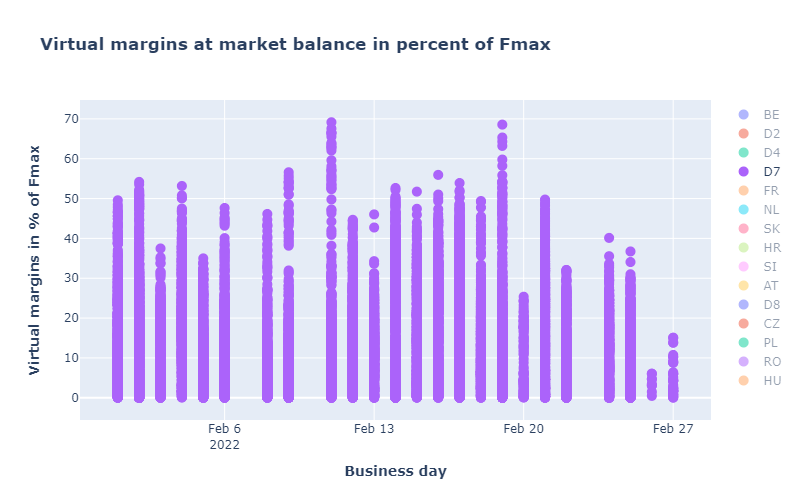 Virtual margins at market balance in percent of Fmax
Virtual margins in % of Fmax
70
60
50
40
30
20
10
0
Feb 6
2022
Feb 13
Feb 20
Feb 27
Business day
BE
D2
D4
D7
FR
NL
SK
HR
SI
AT
D8
CZ
PL
RO
HU